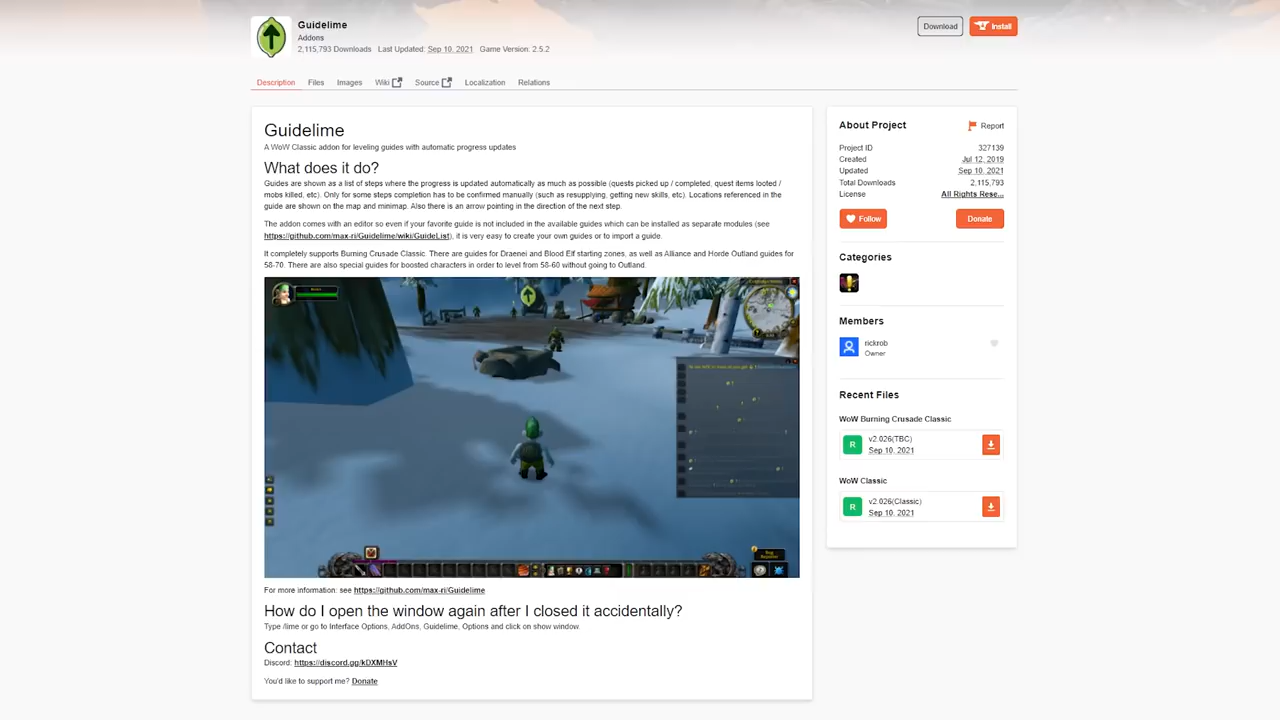 Guidelime
Addons
2,115,793 Downloads Last Updated: Sep 10, 2021 Game Version: 2.5.2
Download
Install
Description Files Images Wiki Source Localization Relations
Guidelime
A WoW Classic addon for leveling guides with automatic progress updates
What does it do?
Guides are shown as a list of steps where the progress is updated automatically as much as possible (quests picked up / completed, quest items looted /
mobs killed, etc). Only for some steps completion has to be confirmed manually (such as resupplying, getting new skills, etc). Locations referenced in the
guide are shown on the map and minimap. Also there is an arrow pointing in the direction of the next step.
The addon comes with an editor so even if your favorite guide is not included in the available guides which can be installed as separate modules (see
https://github.com/max-ri/Guidelime/wiki/GuideList), it is very easy to create your own guides or to import a guide.
It completely supports Burning Crusade Classic. There are guides for Draenei and Blood Elf starting zones, as well as Alliance and Horde Outland guides for
58-70. There are also special guides for boosted characters in order to level from 58-60 without going to Outland.
For more information: see https://github.com/max-ri/Guidelime
How do I open the window again after I closed it accidentally?
Type /lime or go to Interface Options, AddOns, Guidelime, Options and click on show window.
Contact
Discord: https://discord.gg/kDXMHsV
You'd like to support me? Donate
About Project
Report
Project ID 327139
Created Jul 12, 2019
Updated Sep 10, 2021
Total Downloads 2,115,793
License All Rights Rese...
Follow
Donate
Categories
Members
rickrob
Owner
Recent Files
WoW Burning Crusade Classic
R
v2.026(TBC)
Sep 10, 2021
WoW Classic
R
v2.026(Classic)
Sep 10, 2021